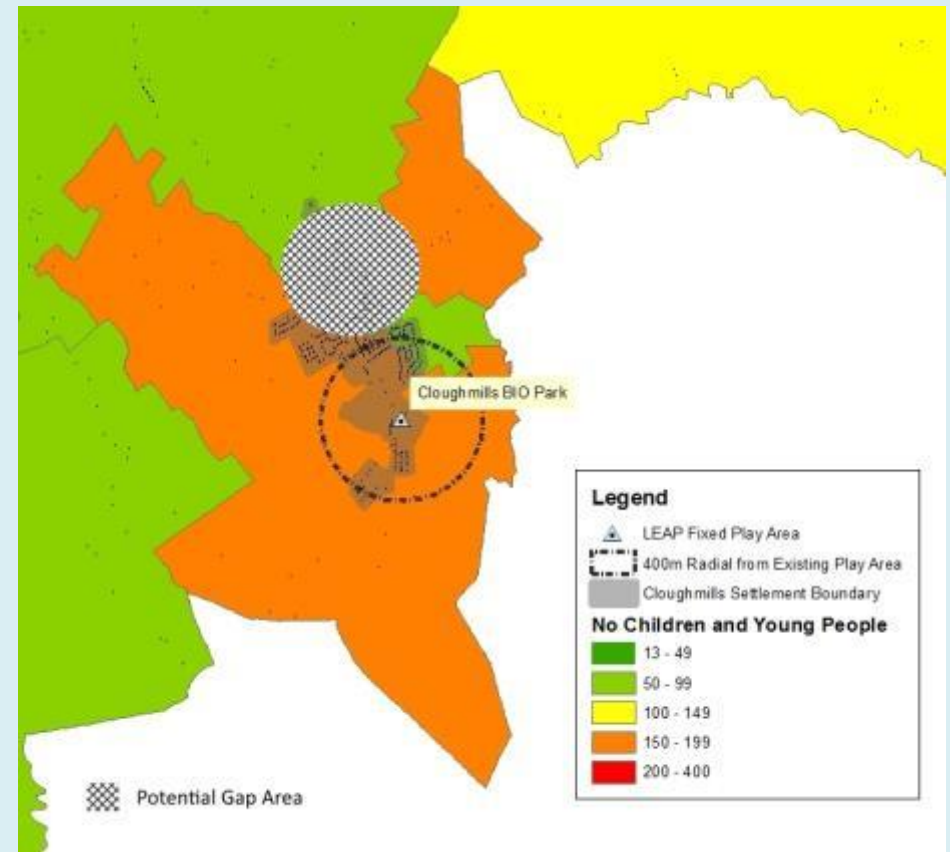 Cloughmills BIO Park
Legend
LEAP Fixed Play Area
400m Radial from Existing Play Area
Cloughmills Settlement Boundary
No Children and Young People
13 - 49
50 - 99
100 - 149
150 - 199
200 - 400
Potential Gap Area